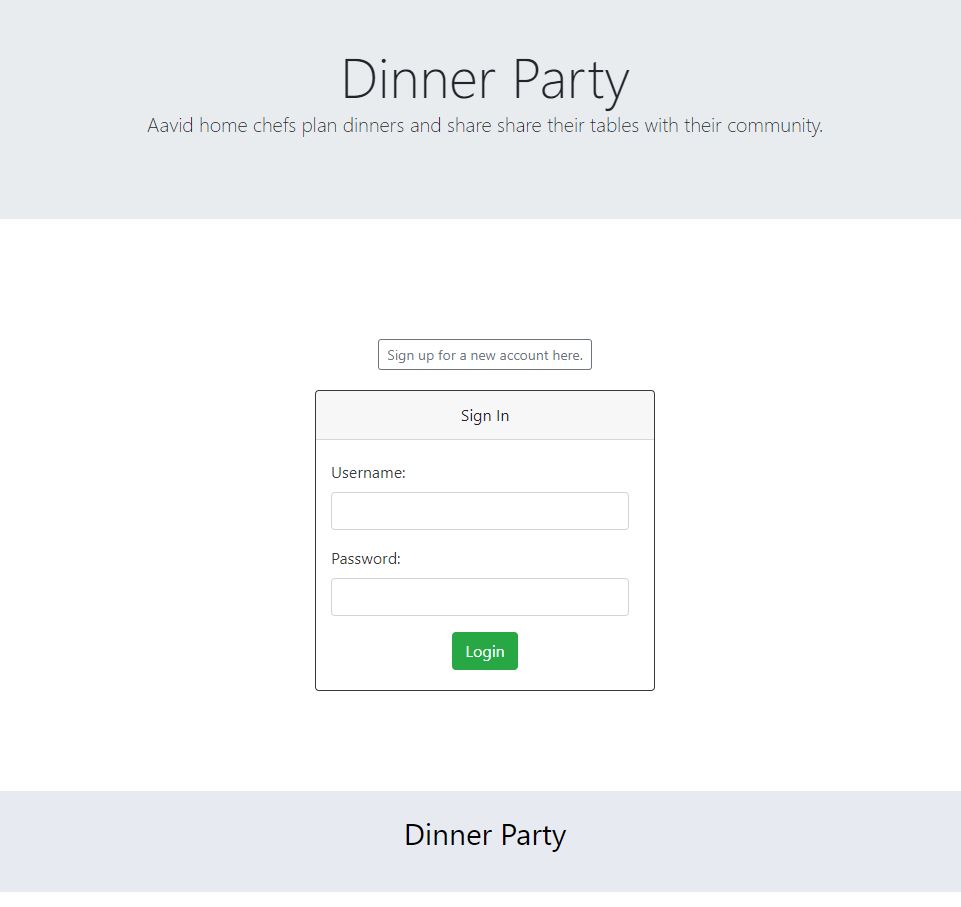 Dinner Party
Aavid home chefs plan dinners and share share their tables with their community.
Sign up for a new account here.
Sign In
Username:
Password:
Login
Dinner Party